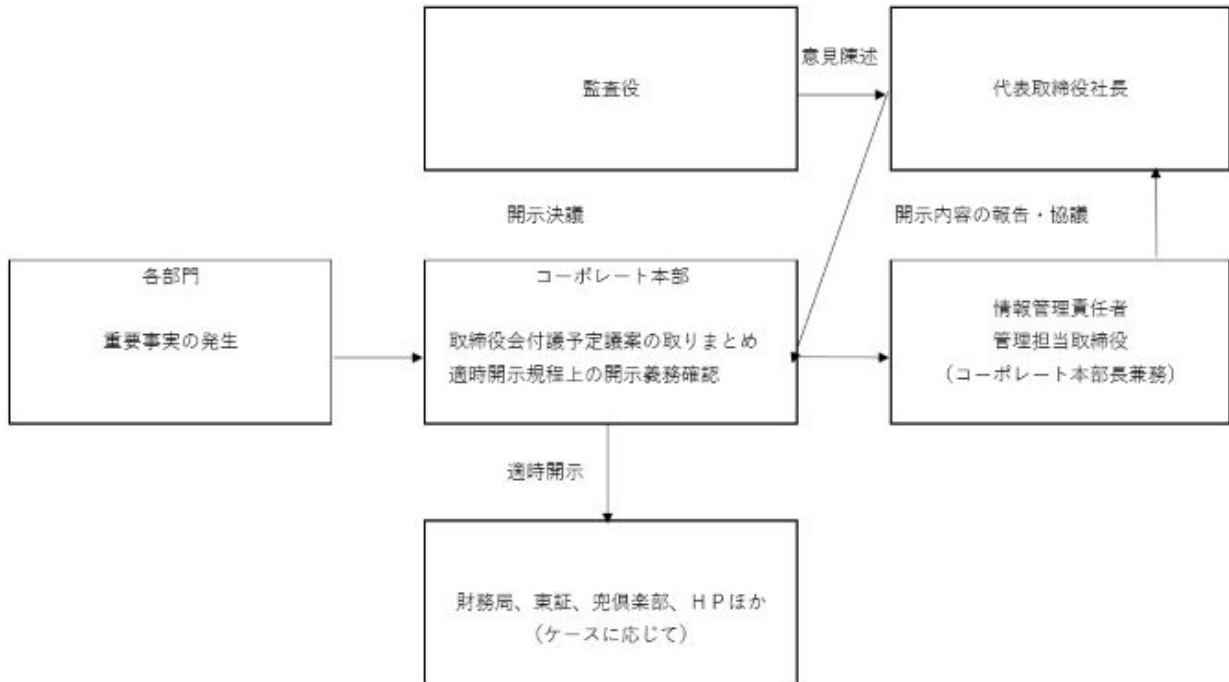 監査役
意見陳述
代表取締役社長
開示決議
開示内容の報告・協議
各部門
重要事実の発生
コーポレート本部
取締役会付議予定議案の取りまとめ
適時開示規程上の開示義務確認
情報管理責任者
管理担当取締役
（コーポレート本部長兼務）
適時開示
財務局、東証、兜倶楽部、ＨＰほか
（ケースに応じて）